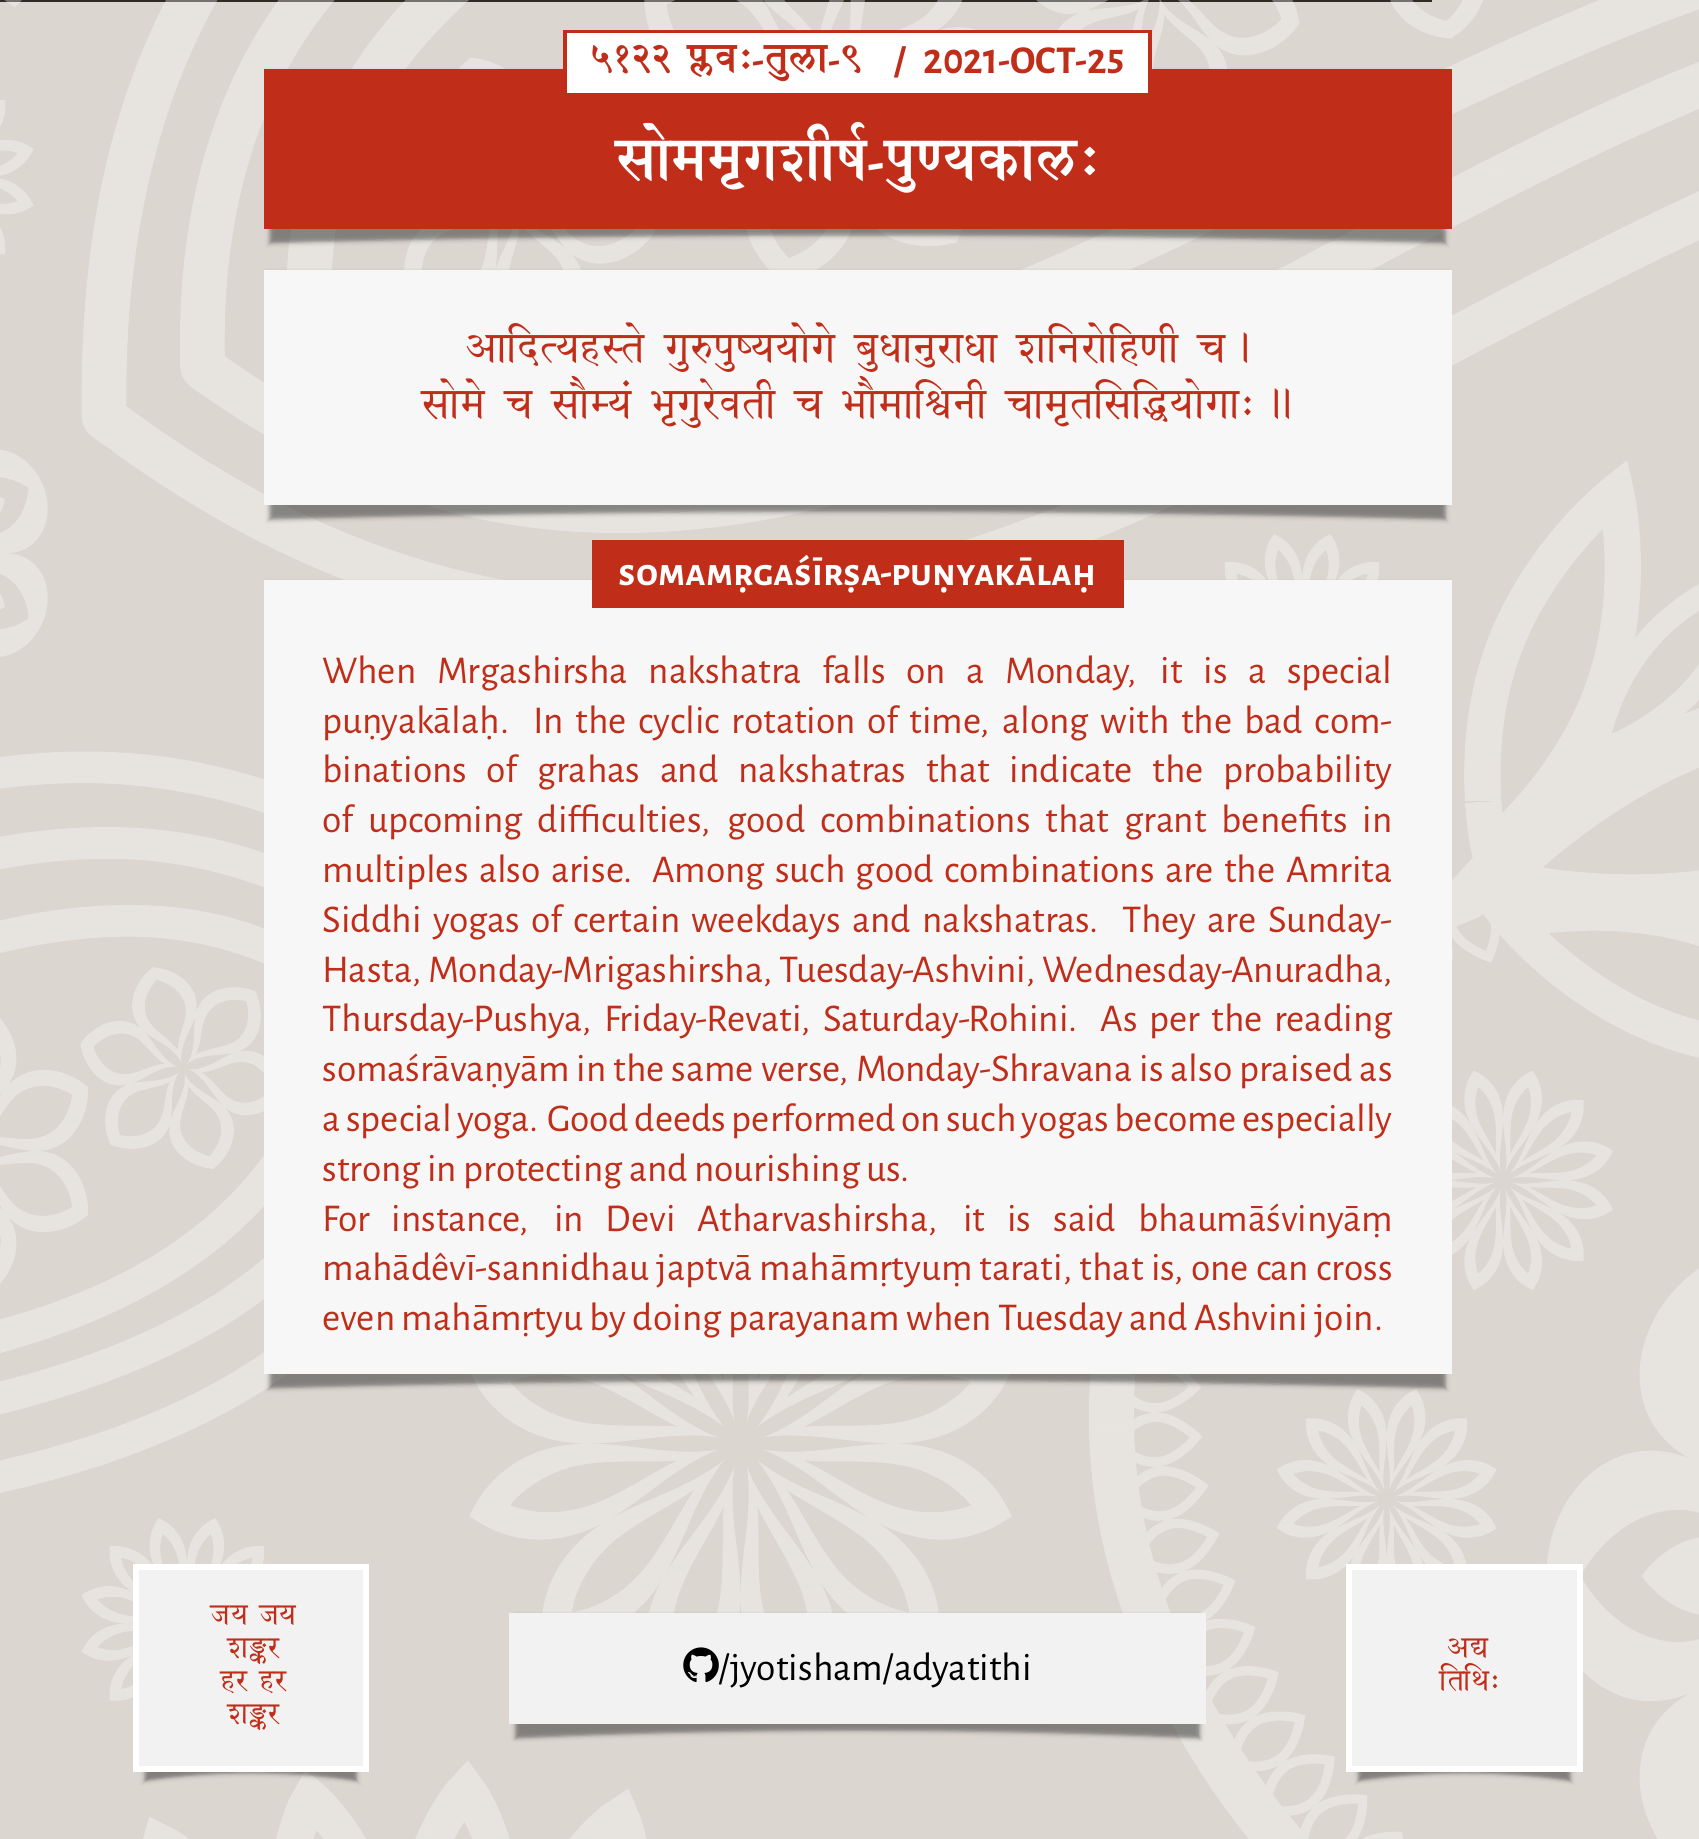 ५१२२ प्लवः-तुला-९ / 2021-OCT-25
सोममृगशीर्ष-पुण्यकालः
आदित्यहस्ते गुरुपुष्ययोगे बुधानुराधा शनिरोहिणी च।
सोमे च सौम्यं भृगुरेवती च भौमाश्विनी चामृतसिद्धियोगाः॥
SOMAMṚGAŚĪRṢA-PUṆYAKĀLAḤ
When Mrgashirsha nakshatra falls on a Monday, it is a special
puṇyakālaḥ. In the cyclic rotation of time, along with the bad com-
binations of grahas and nakshatras that indicate the probability
of upcoming difficulties, good combinations that grant benefits in
multiples also arise. Among such good combinations are the Amrita
Siddhi yogas of certain weekdays and nakshatras. They are Sunday-
Hasta, Monday-Mrigashirsha, Tuesday-Ashvini, Wednesday-Anuradha,
Thursday-Pushya, Friday-Revati, Saturday-Rohini. As per the reading
somaśrāvaṇyām in the same verse, Monday-Shravana is also praised as
a special yoga. Good deeds performed on such yogas become especially
strong in protecting and nourishing us.
For instance, in Devi Atharvashirsha, it is said bhaumāśvinyāṃ
mahādêvī-sannidhau japtvā mahāmṛtyuṃ tarati, that is, one can cross
even mahāmṛtyu by doing parayanam when Tuesday and Ashvini join.
जय जय
शङ्कर
हर हर
शङ्कर
/jyotisham/adyatithi
अद्य
तिथिः